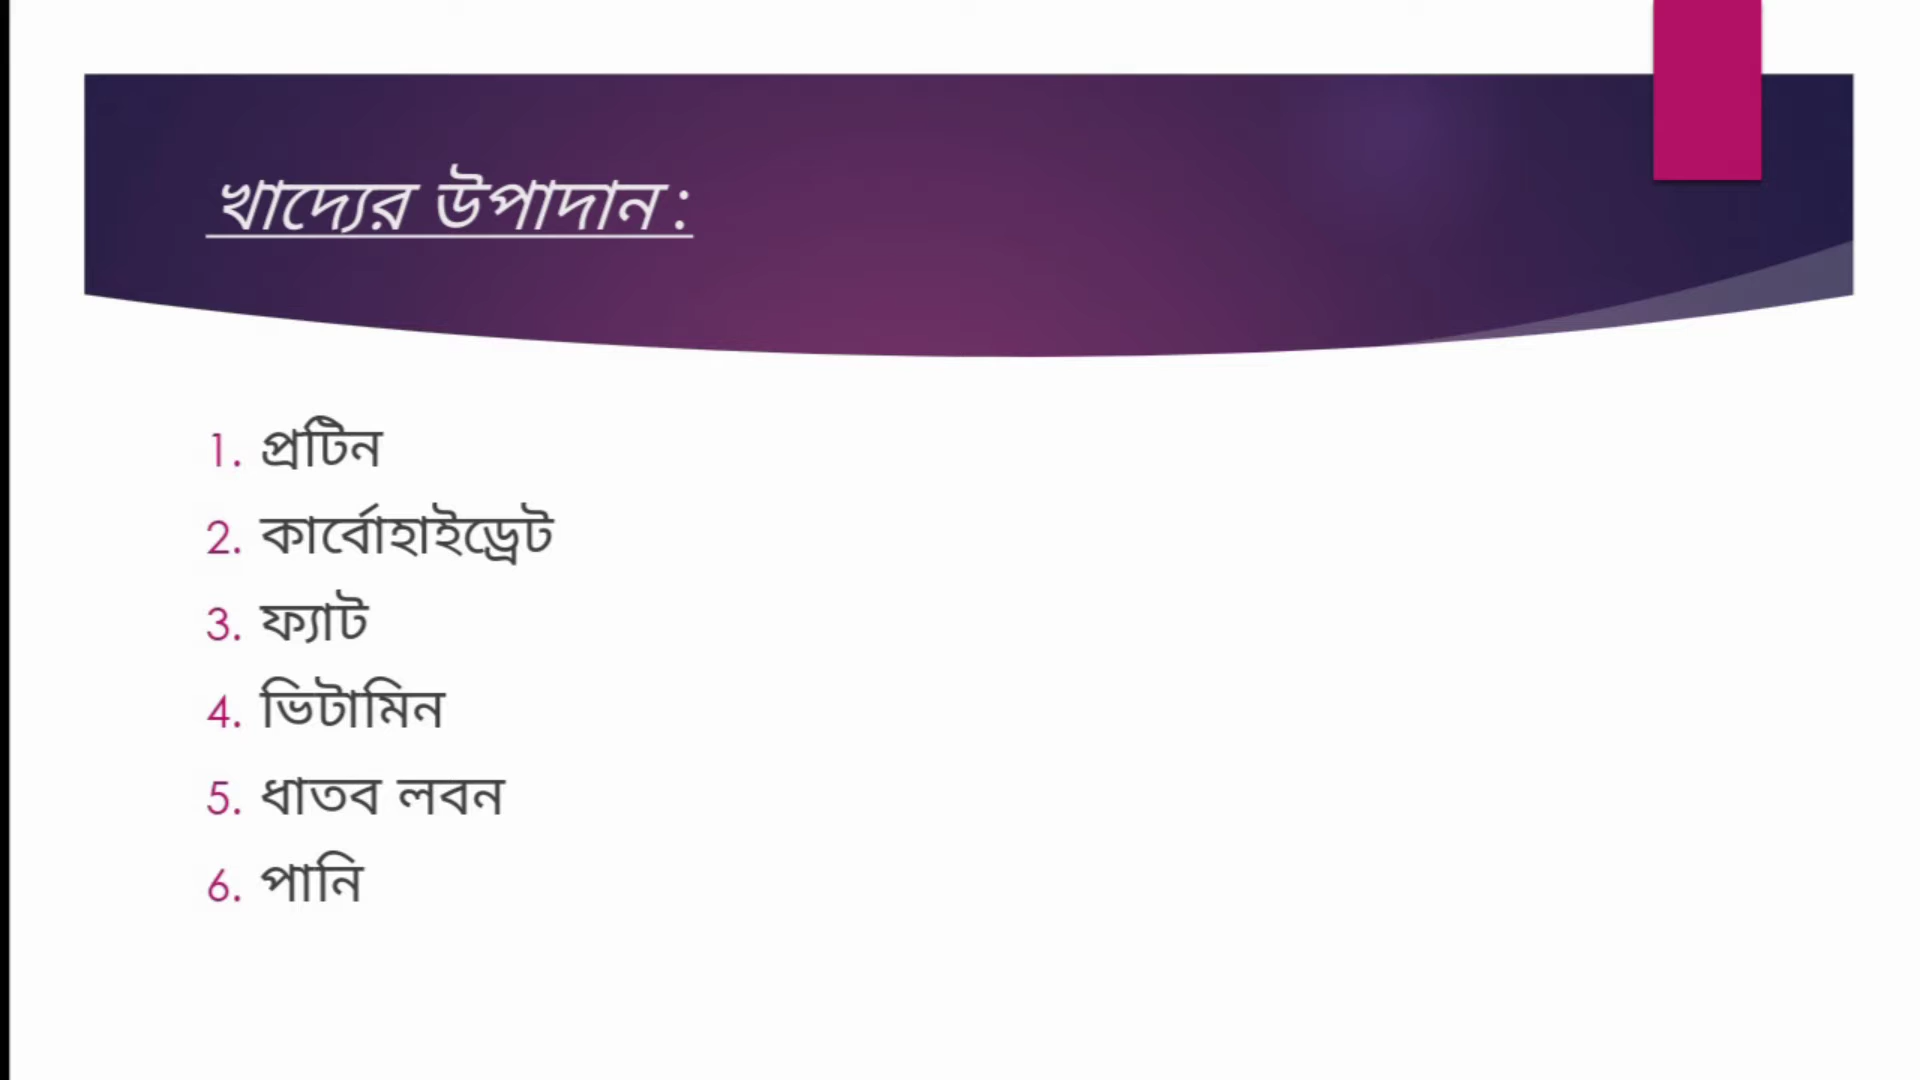 খাদ্যের উপাদান :
1. প্রটিন
2. কার্বোহাইড্রেট
3. ফ্যাট
4. ভিটামিন
5. ধাতব লবন
6. পানি